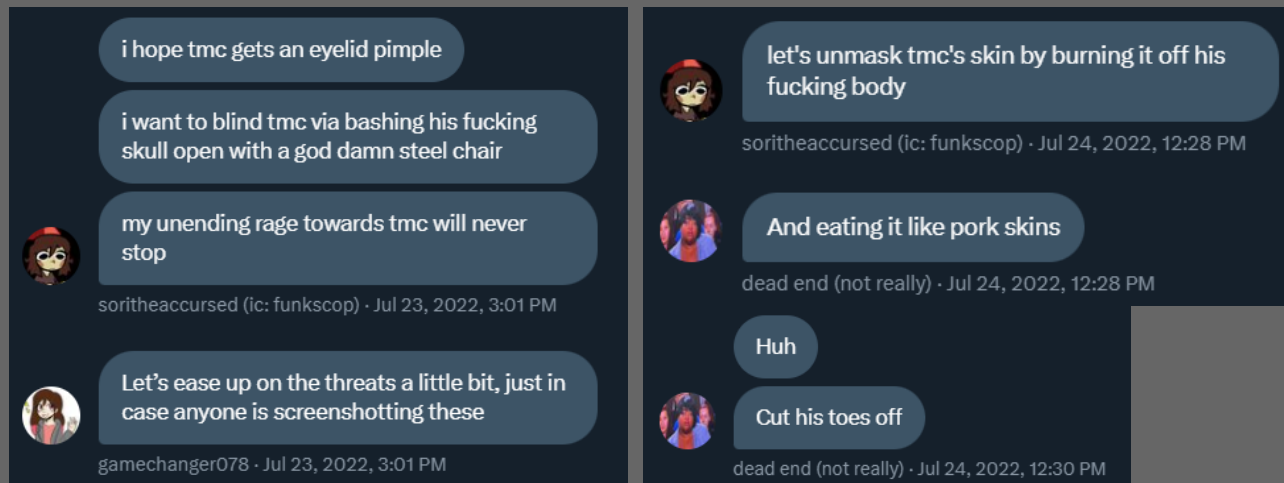 i hope tmc gets an eyelid pimple
i want to blind tmc via bashing his fucking
skull open with a god damn steel chair
my unending rage towards tmc will never
stop
soritheaccursed (ic: funkscop) · Jul 23, 2022, 3:01 PM
Let’s ease up on the threats a little bit, just in
case anyone is screenshotting these
gamechanger078 · Jul 23, 2022, 3:01 PM
let's unmask tmc's skin by burning it off his
fucking body
soritheaccursed (ic: funkscop) · Jul 24, 2022, 12:28 PM
And eating it like pork skins
dead end (not really) · Jul 24, 2022, 12:28 PM
Huh
Cut his toes off
dead end (not really) · Jul 24, 2022, 12:30 PM